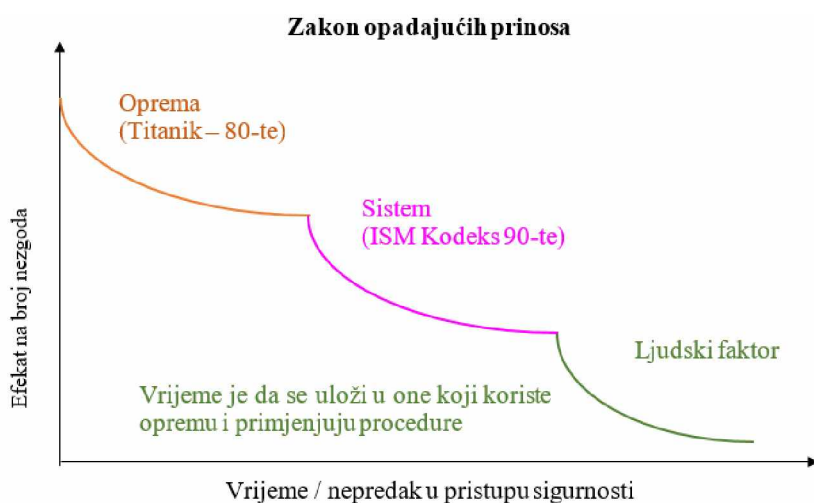 Zakon opadajućih prinosa
Oprema
(Titanik – 80-te)
Sistem
(ISM Kodeks 90-te)
Ljudski faktor
Vrijeme je da se uloži u one koji koriste
opremu i primjenjuju procedure
Efekat na broj nezgoda
Vrijeme / nepredak u pristupu sigurnosti